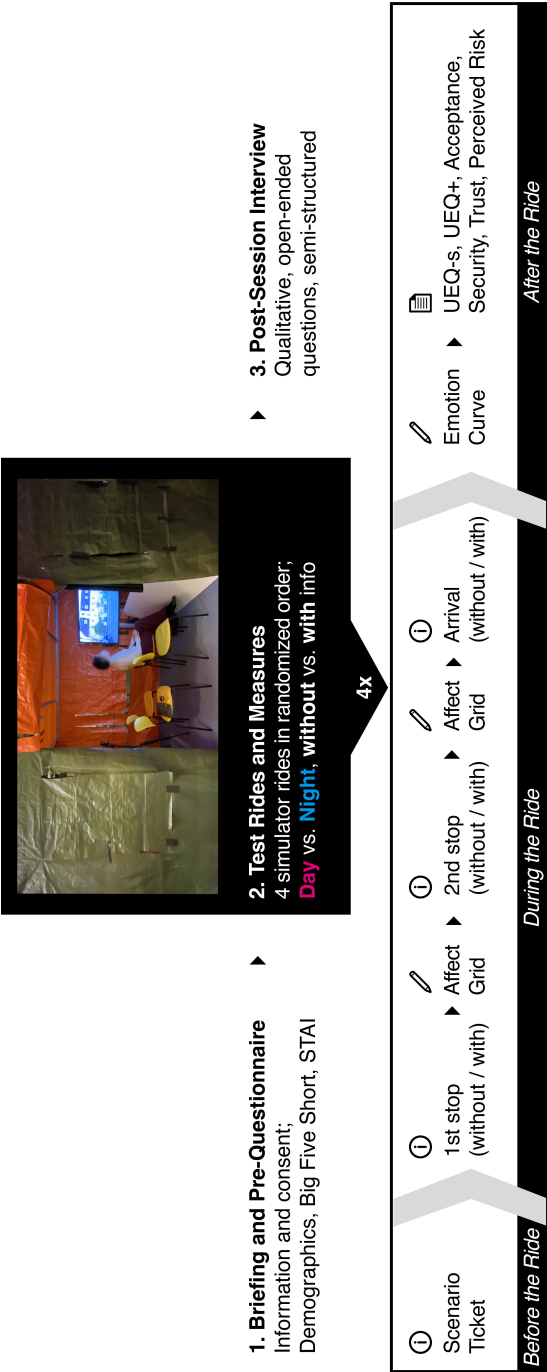 1. Briefing and Pre-Questionnaire
Information and consent;
Demographics, Big Five Short, STAI
2. Test Rides and Measures
4 simulator rides in randomized order;
Day vs. Night, without vs. with info
4x
3. Post-Session Interview
Qualitative, open-ended
questions, semi-structured
Scenario
Ticket
1st stop
(without / with)
Affect
Grid
2nd stop
(without / with)
Affect
Grid
Arrival
(without / with)
Emotion
Curve
UEQ-s, UEQ+, Acceptance,
Security, Trust, Perceived Risk
Before the Ride
During the Ride
After the Ride